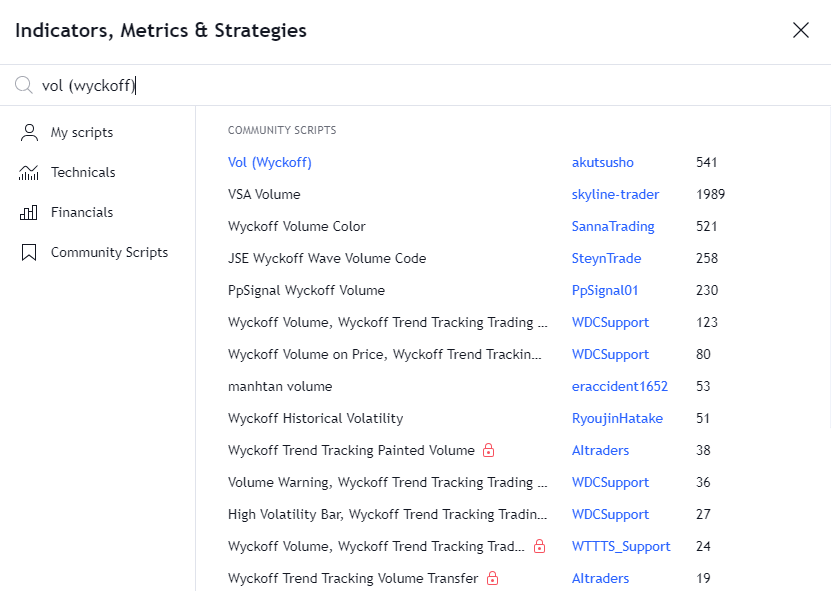 Indicators, Metrics & Strategies
vol (wyckoff)
My scripts
Technicals
Financials
Community Scripts
COMMUNITY SCRIPTS
Vol (Wyckoff) akutsusho 541
VSA Volume skyline-trader 1989
Wyckoff Volume Color SannaTrading 521
JSE Wyckoff Wave Volume Code SteynTrade 258
PpSignal Wyckoff Volume PpSignal01 230
Wyckoff Volume, Wyckoff Trend Tracking Trading ... WDCSupport 123
Wyckoff Volume on Price, Wyckoff Trend Trackin... WDCSupport 80
manhtan volume eraccident1652 53
Wyckoff Historical Volatility RyoujinHatake 51
Wyckoff Trend Tracking Painted Volume AItraders 38
Volume Warning, Wyckoff Trend Tracking Trading ... WDCSupport 36
High Volatility Bar, Wyckoff Trend Tracking Tradin... WDCSupport 27
Wyckoff Volume, Wyckoff Trend Tracking Trad... WTTTS_Support 24
Wyckoff Trend Tracking Volume Transfer AItraders 19